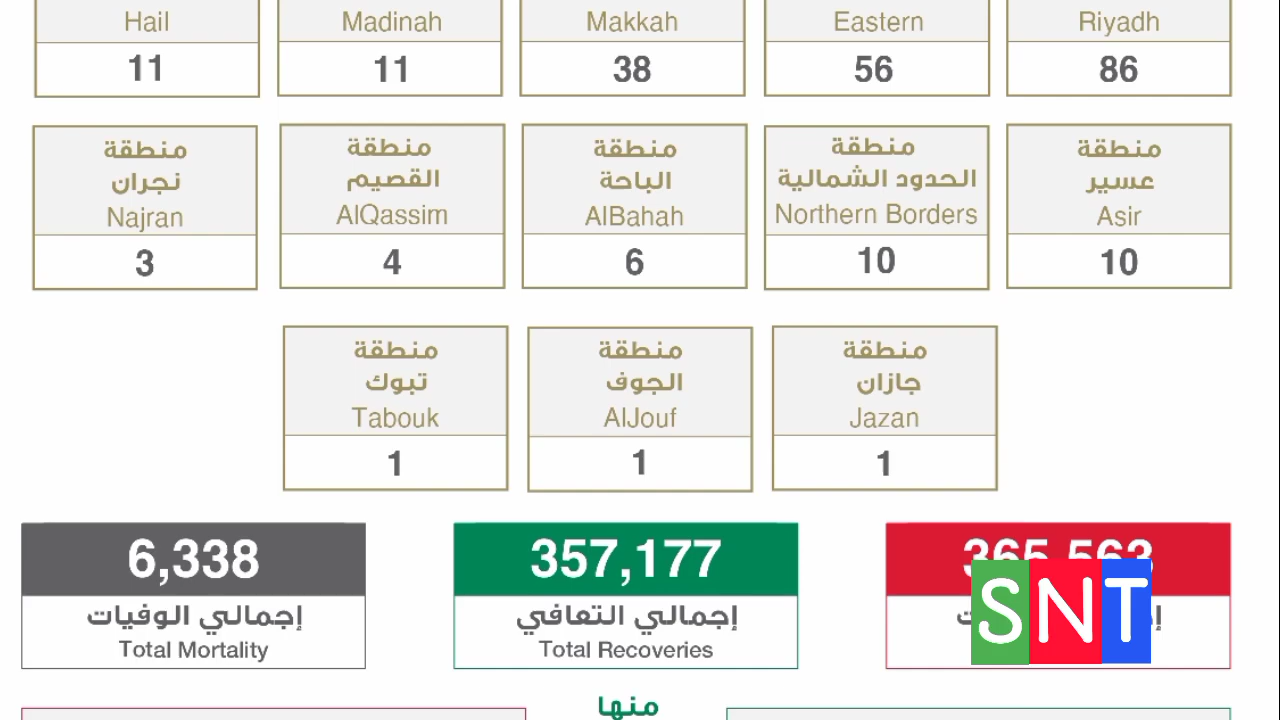 Hail
Madinah
Makkah
Eastern
Riyadh
11
11
38
56
86
منطقة
نجران
Najran
3
منطقة
القصيم
AlQassim
4
منطقة
الباحة
AlBahah
6
منطقة
الحدود الشمالية
Northern Borders
10
منطقة
عسير
Asir
10
منطقة
تبوك
Tabouk
1
منطقة
الجوف
AlJouf
1
منطقة
جازان
Jazan
1
6,338
إجمالي الوفيات
Total Mortality
357,177
إجمالي التعافي
Total Recoveries
365,563
SNT
منها